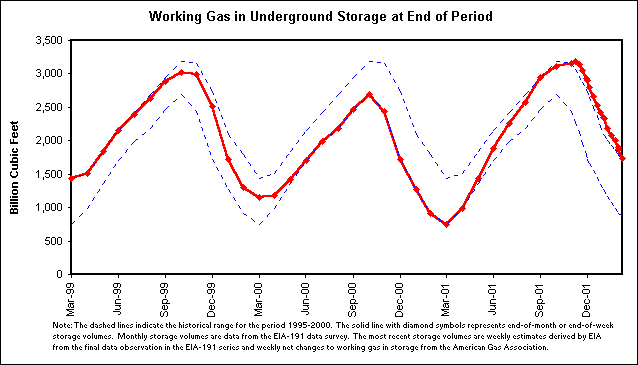 Working Gas in Underground Storage at End of Period
Billion Cubic Feet
3,500
3,000
2,500
2,000
1,500
1,000
500
0
Mar-99
Jun-99
Sep-99
Dec-99
Mar-00
Jun-00
Sep-00
Dec-00
Mar-01
Jun-01
Sep-01
Dec-01
Note: The dashed lines indicate the historical range for the period 1995-2000. The solid line with diamond symbols represents end-of-month or end-of-week
storage volumes. Monthly storage volumes are data from the EIA-191 data survey. The most recent storage volumes are weekly estimates derived by EIA
from the final data observation in the EIA-191 series and weekly net changes to working gas in storage from the American Gas Association.